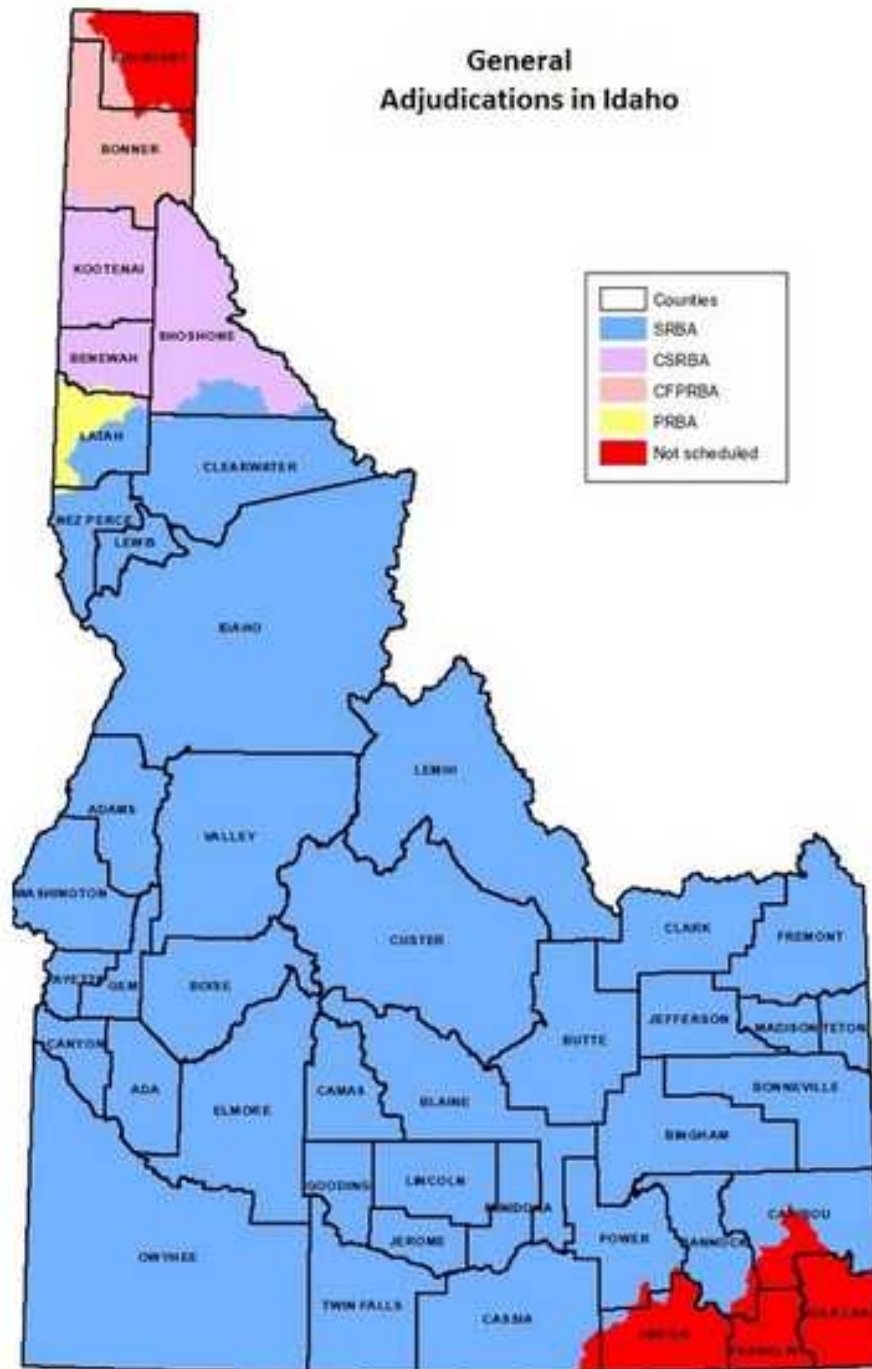 General
Adjudications in Idaho
Counties
SRBA
CSRBA
CFPRBA
PRBA
Not scheduled
BONNER
KOOTENAI
SHOSHONE
BENEWAH
LATAH
CLEARWATER
NEZ PERCE
LEWIS
IDAHO
LEMHI
ADAMS
VALLEY
WASHINGTON
CUSTER
CLARK
FREMONT
PAYETTE
GEM
BOISE
JEFFERSON
MADISON
TETON
CANYON
BUTTE
ADA
CAMAS
BLAINE
BONNEVILLE
ELMORE
BINGHAM
GOODING
LINCOLN
MINIDOKA
CARIBOU
JEROME
POWER
BANNOCK
OWYHEE
TWIN FALLS
CASSIA
ONEIDA
FRANKLIN